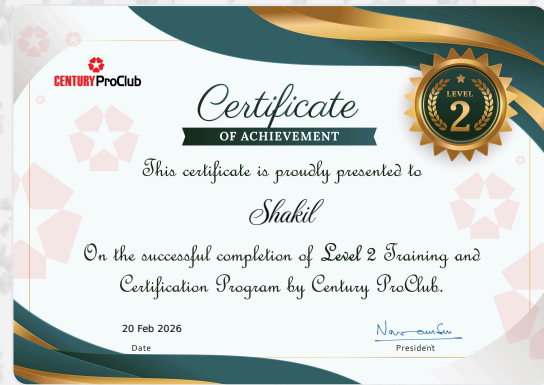 CENTURY ProClub
Certificate
OF ACHIEVEMENT
LEVEL
2
This certificate is proudly presented to
Shakil
On the successful completion of Level 2 Training and
Certification Program by Century ProClub.
20 Feb 2026
Date
President